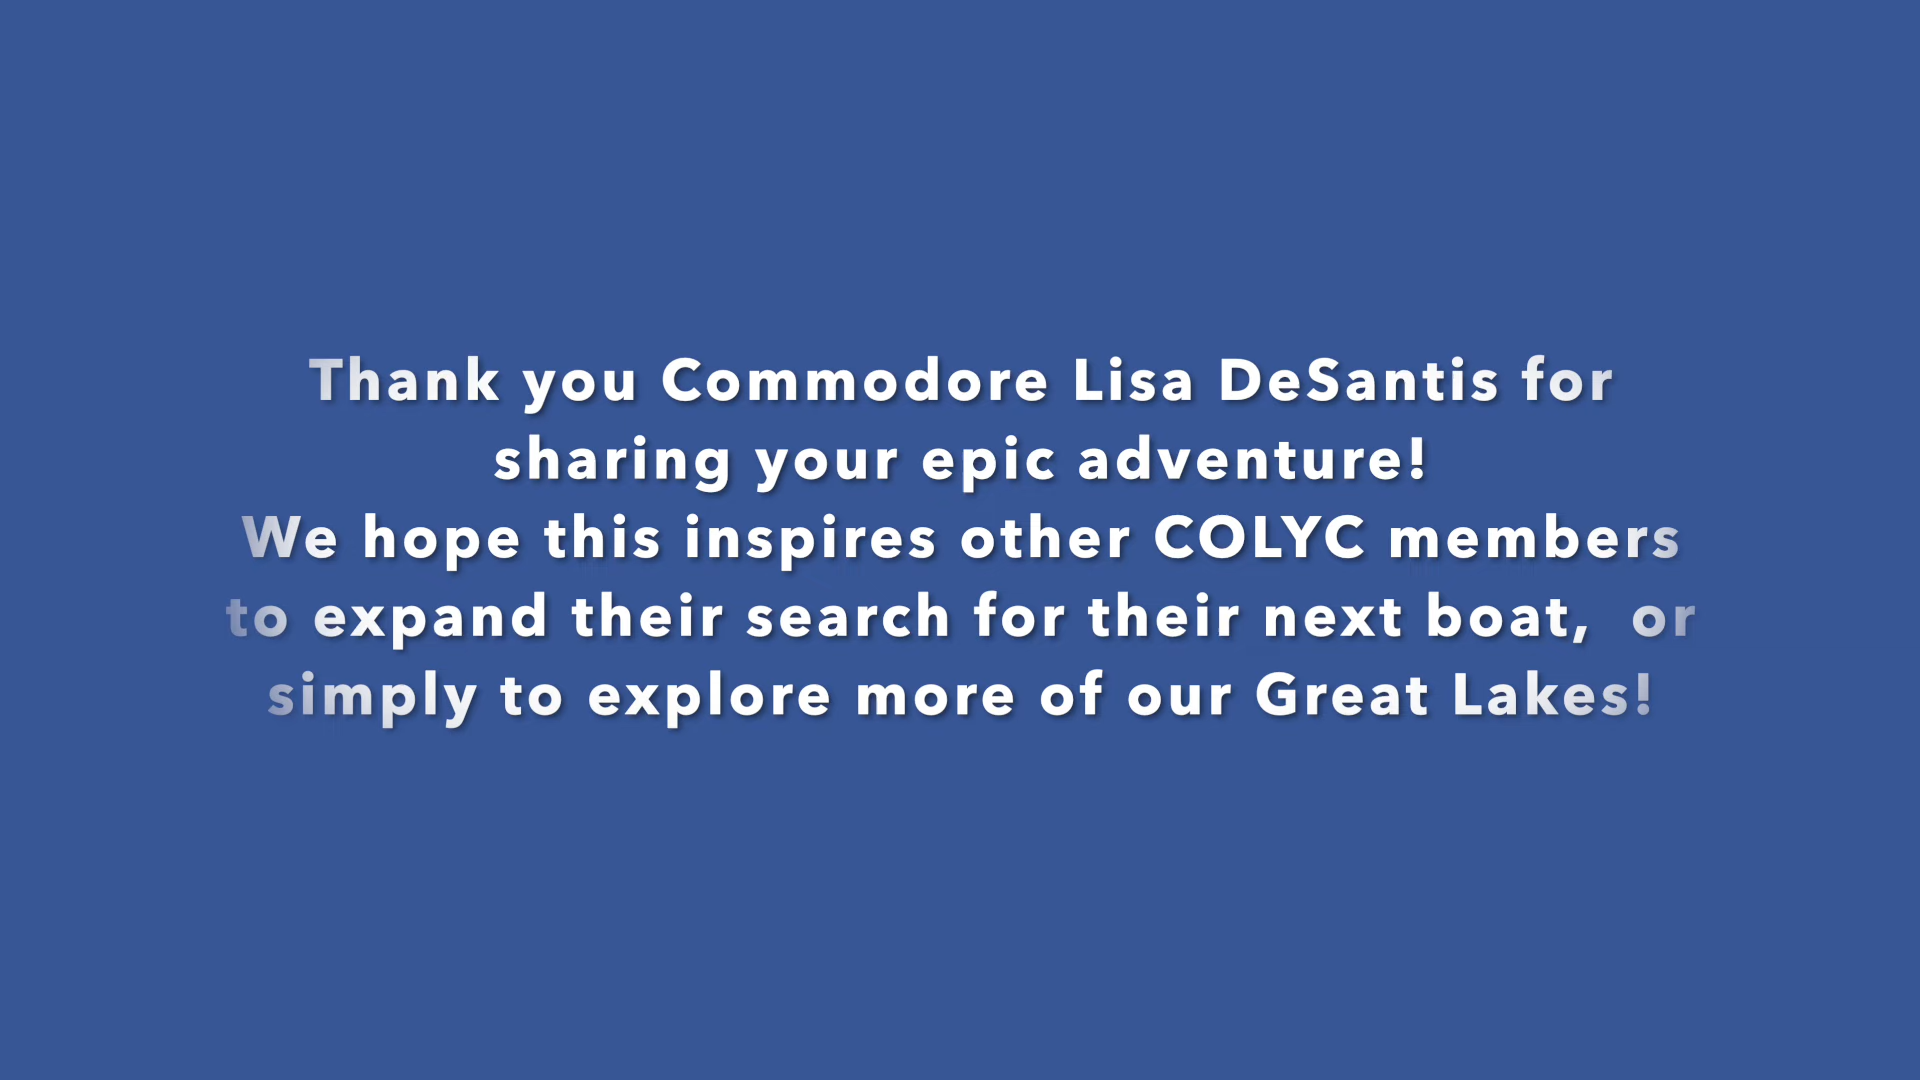 Thank you Commodore Lisa DeSantis for
sharing your epic adventure!
We hope this inspires other COLYC members
to expand their search for their next boat,  or
simply to explore more of our Great Lakes!